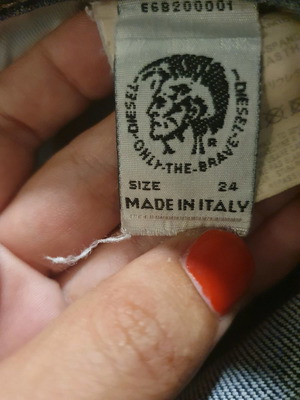 E6B200001
DIESEL
DIESEL
ONLY-THE-BRAVE
R
SIZE 24
MADE IN ITALY